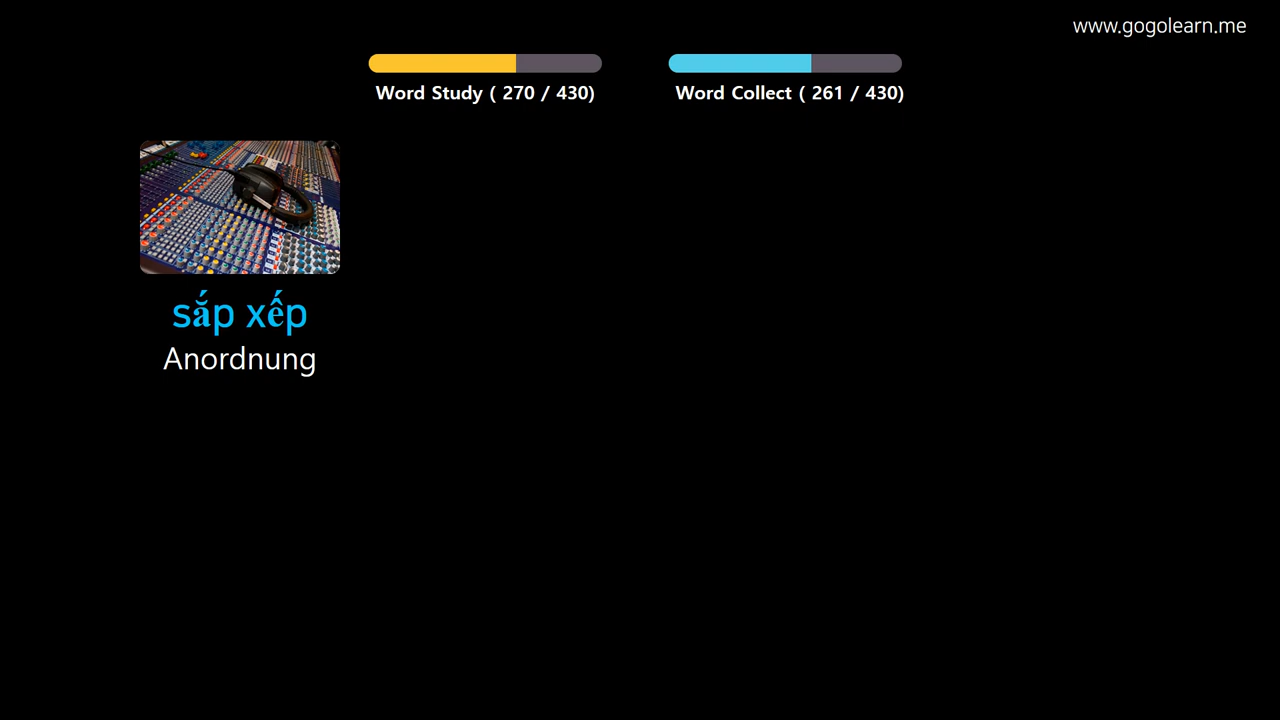 www.gogolearn.me
Word Study ( 270 / 430)
Word Collect ( 261 / 430)
sắp xếp
Anordnung